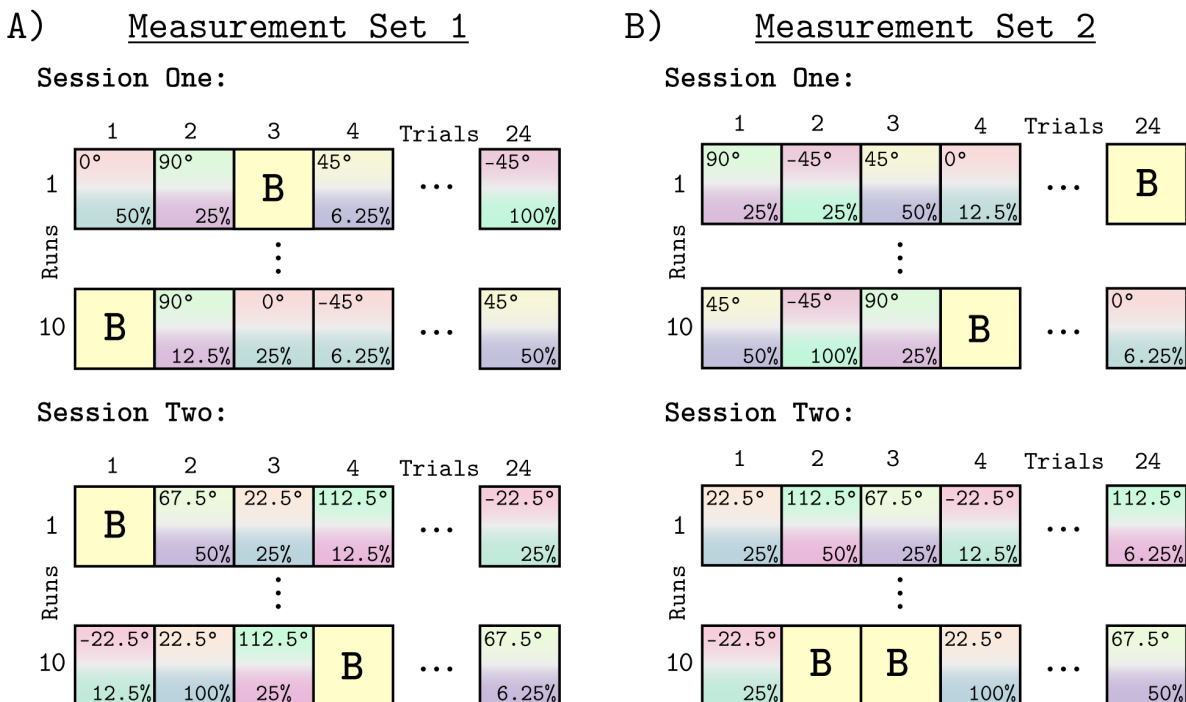 A) Measurement Set 1
Session One:
1 2 3 4 Trials 24
Runs
1
0° 90° B 45° ... -45°
50% 25% 6.25% 100%
10
B 90° 0° -45° ... 45°
12.5% 25% 6.25% 50%
Session Two:
1 2 3 4 Trials 24
Runs
1
B 67.5° 22.5° 112.5° ... -22.5°
50% 25% 12.5% 25%
10
-22.5° 22.5° 112.5° B ... 67.5°
12.5% 100% 25% 6.25%
B) Measurement Set 2
Session One:
1 2 3 4 Trials 24
Runs
1
90° -45° 45° 0° ... B
25% 25% 50% 12.5%
10
45° -45° 90° B ... 0°
50% 100% 25% 6.25%
Session Two:
1 2 3 4 Trials 24
Runs
1
22.5° 112.5° 67.5° -22.5° ... 112.5°
25% 50% 25% 12.5% 6.25%
10
-22.5° B B 22.5° ... 67.5°
25% 100% 50%